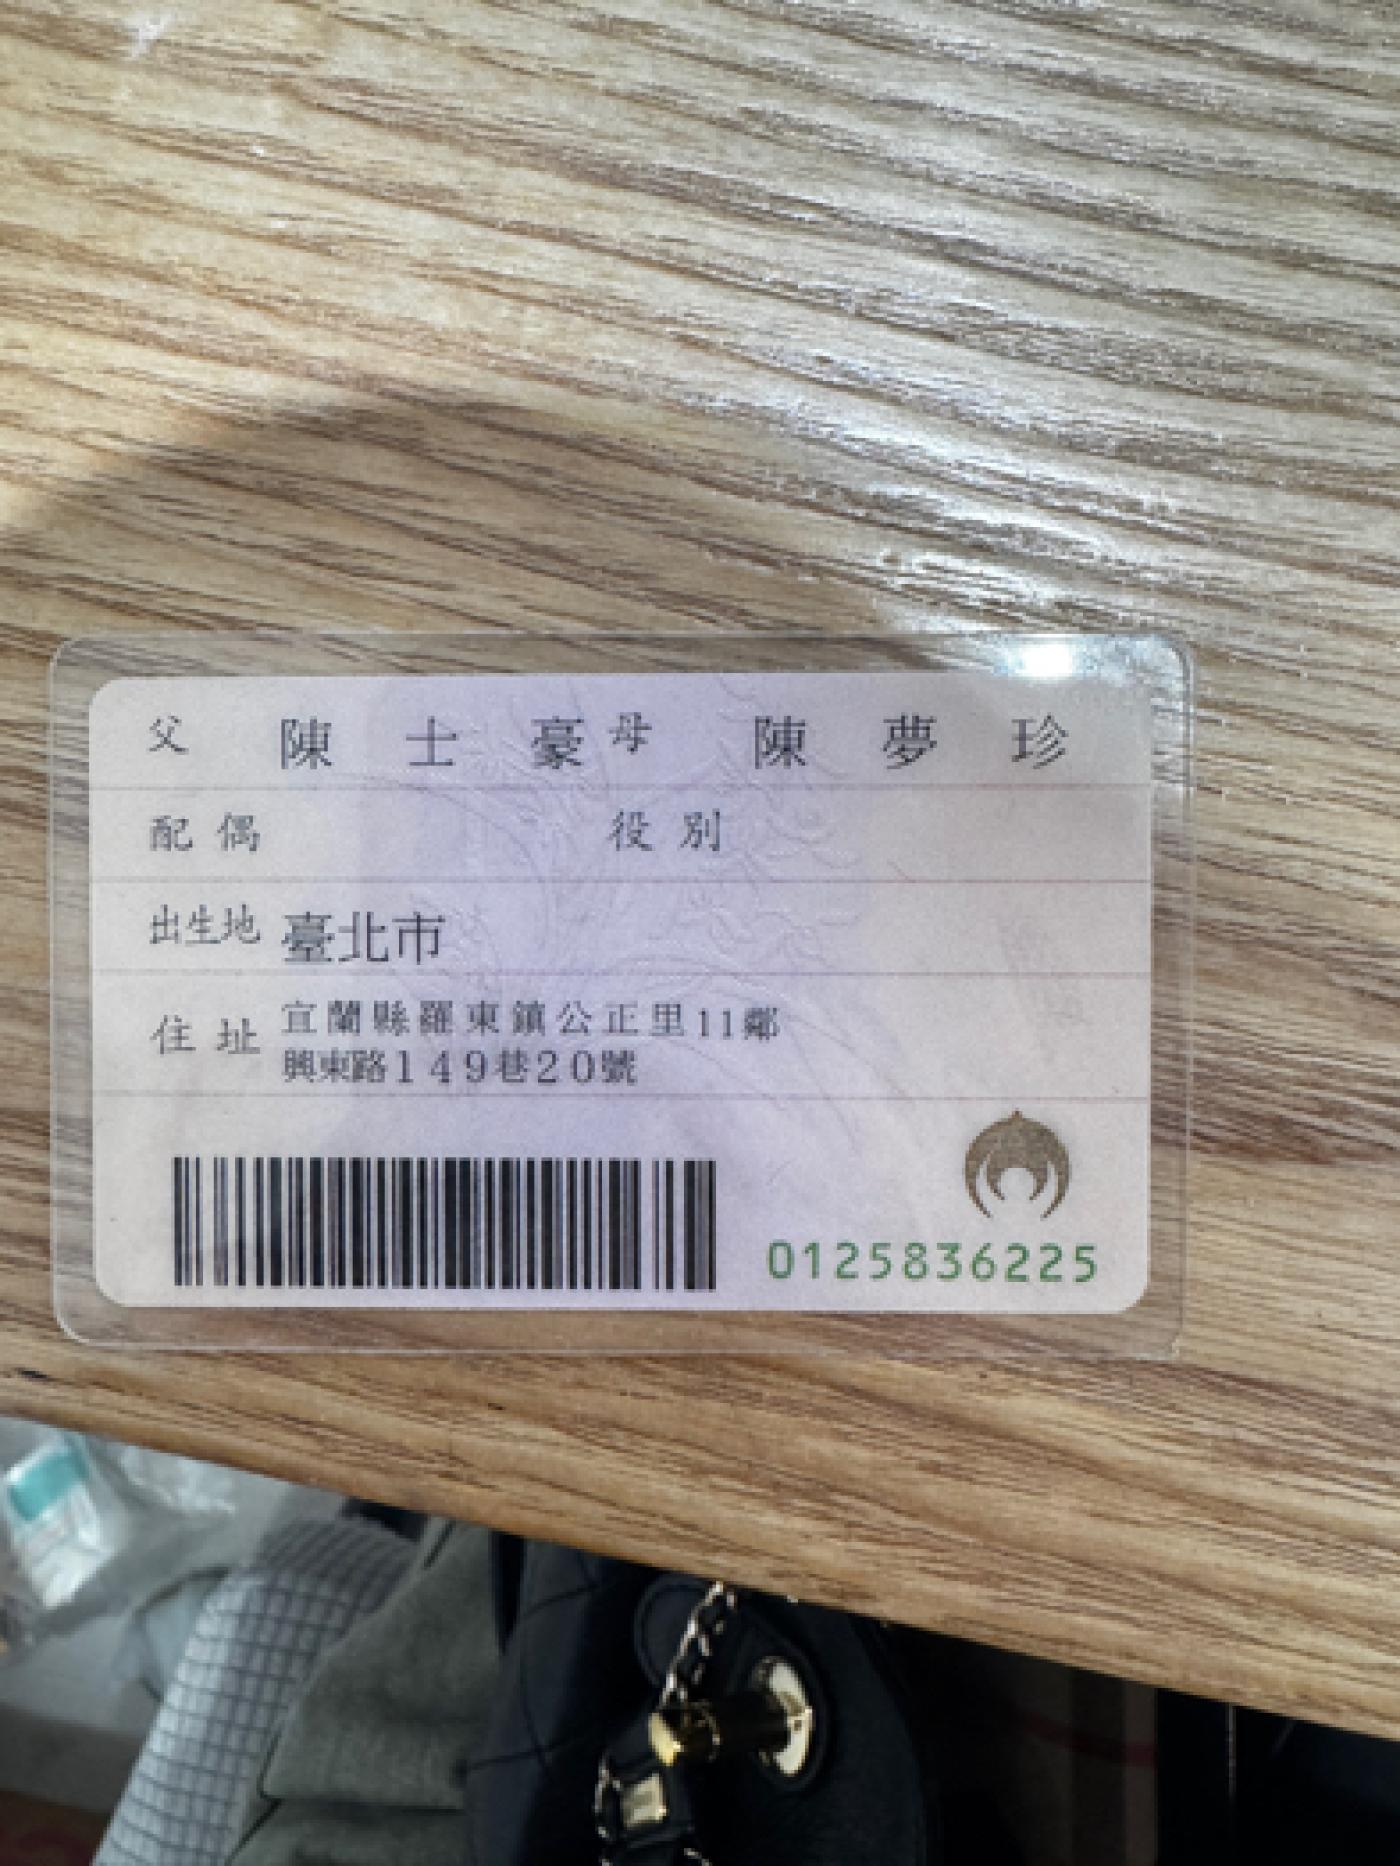 父 陳士豪 母 陳夢珍
配偶 役別
出生地 臺北市
住址 宜蘭縣羅東鎮公正里11鄰
興東路149巷20號
0125836225